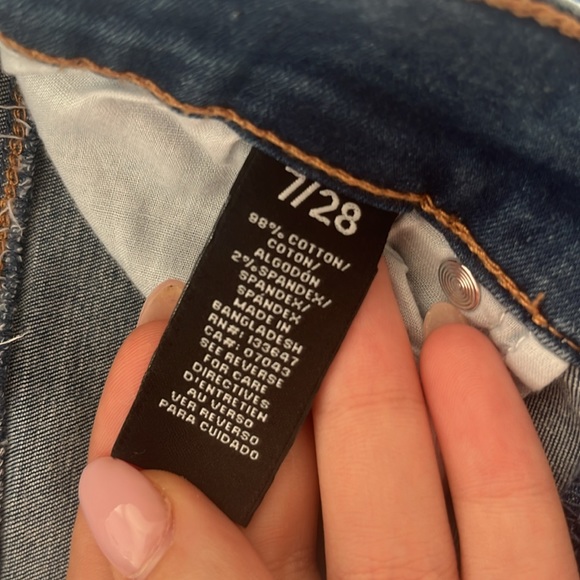 7/28
98% COTTON/
COTON/
ALGODÓN
2% SPANDEX/
SPANDEX/
SPÁNDEX
MADE IN
BANGLADESH
RN#: 133647
CA#: 07043
SEE REVERSE
FOR CARE
DIRECTIVES
D'ENTRETIEN
AU VERSO
VER REVERSO
PARA CUIDADO